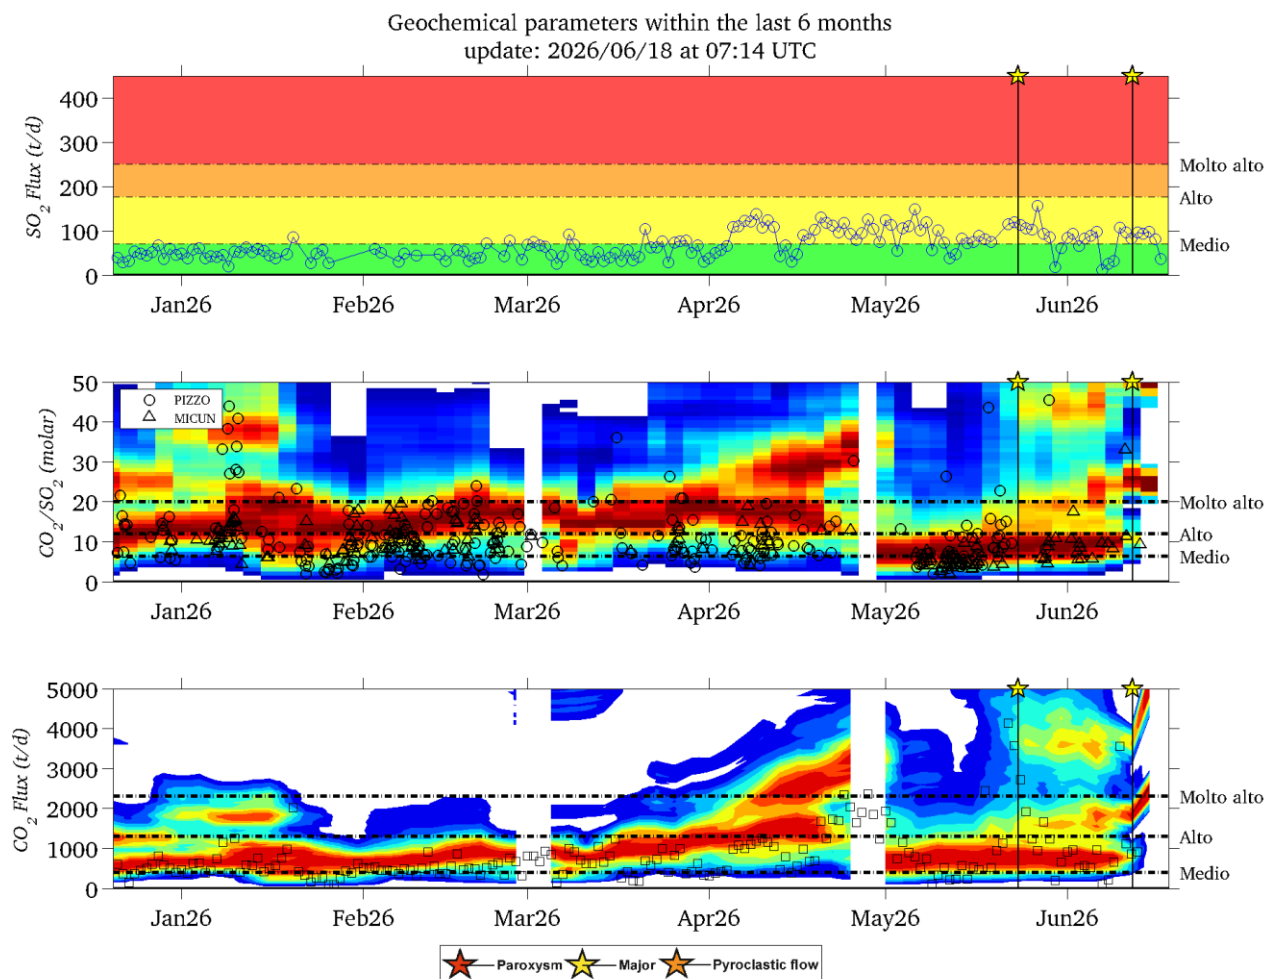 Geochemical parameters within the last 6 months
update: 2026/06/18 at 07:14 UTC
SO2 Flux (t/d)
400
300
200
100
0
Molto alto
Alto
Medio
Jan26 Feb26 Mar26 Apr26 May26 Jun26
CO2/SO2 (molar)
50
40
30
20
10
0
PIZZO
MICUN
Molto alto
Alto
Medio
Jan26 Feb26 Mar26 Apr26 May26 Jun26
CO2 Flux (t/d)
5000
4000
3000
2000
1000
0
Molto alto
Alto
Medio
Jan26 Feb26 Mar26 Apr26 May26 Jun26
Paroxysm Major Pyroclastic flow